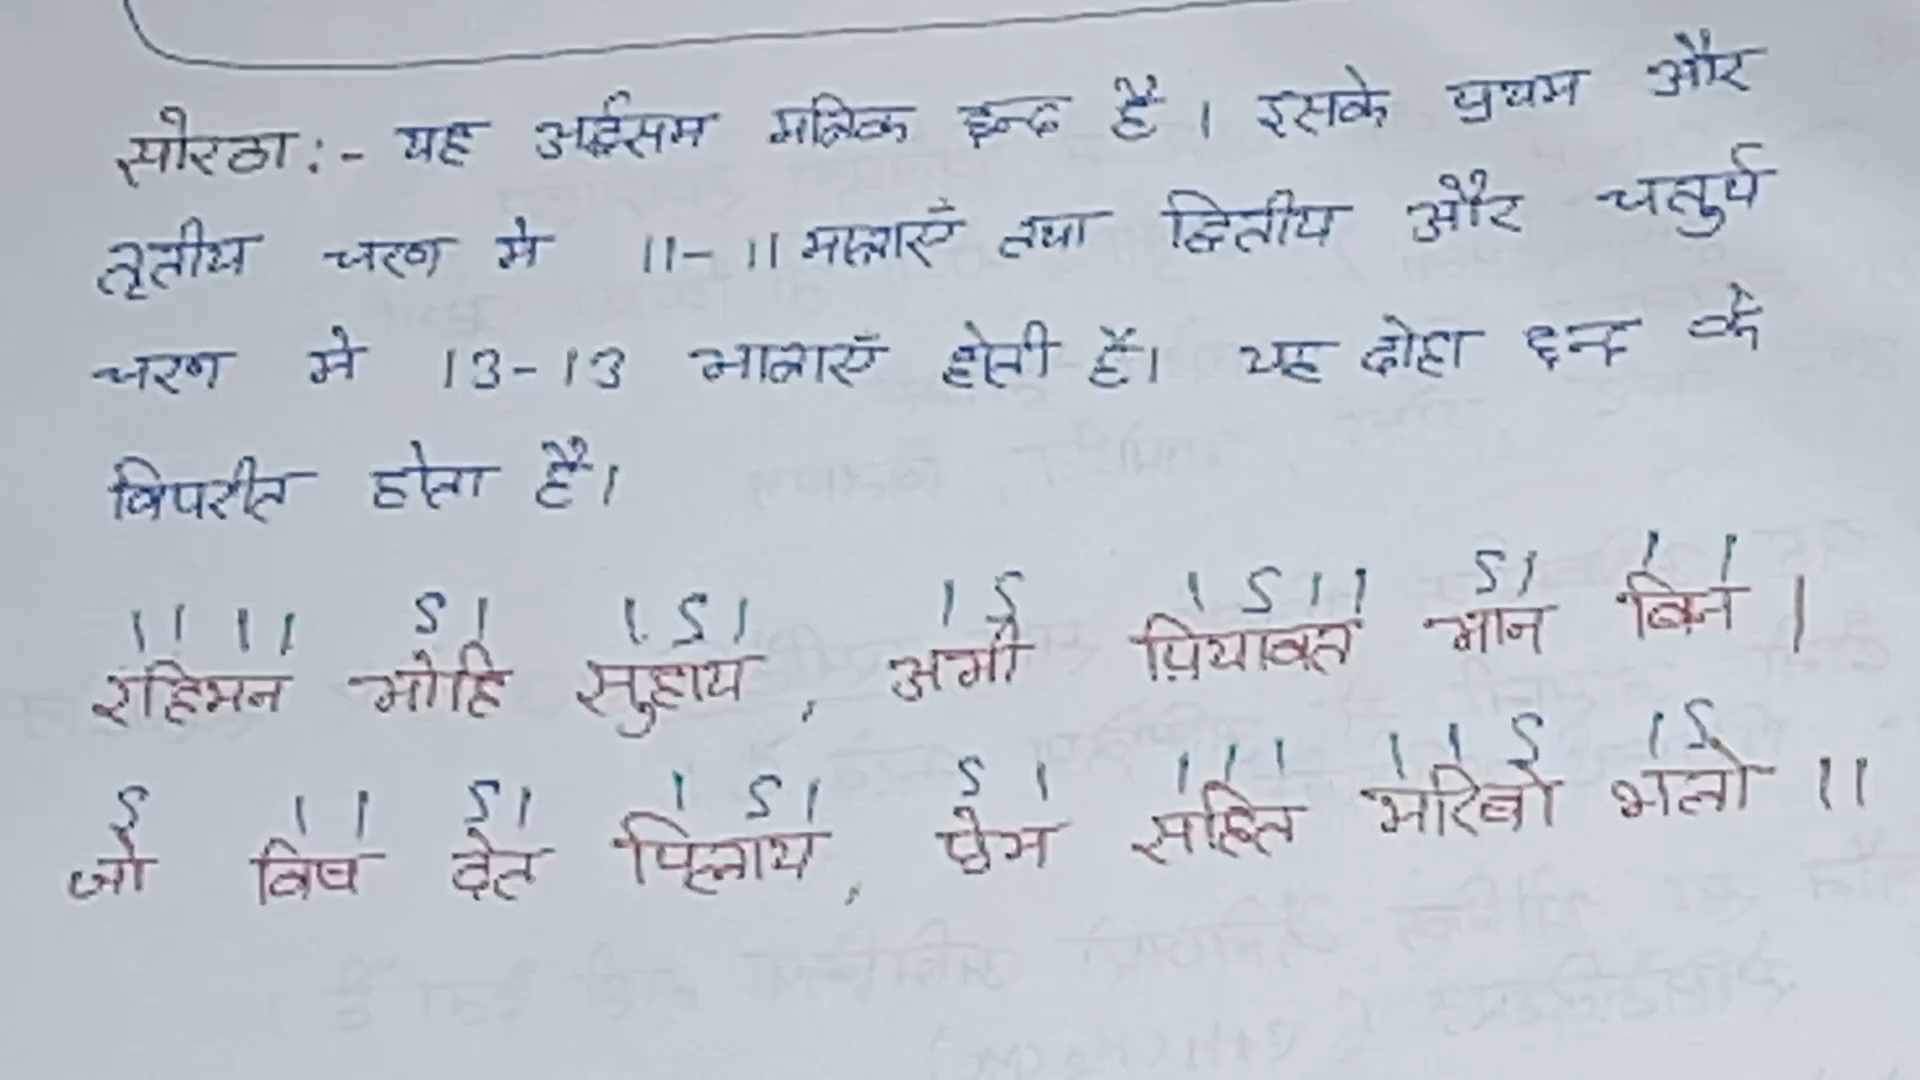 सोरठा:- यह अर्द्धसम मात्रिक छन्द है। इसके प्रथम और
तृतीय चरण मे 11-11 मात्राएँ तथा द्वितीय और चतुर्थ
चरण मे 13-13 मात्राएँ होती हैं। यह दोहा छन्द के
विपरीत होता है।
।। ।। ऽ। ।ऽ। ।ऽ ।ऽ।। ऽ। ।।
रहिमन मोहि सुहाय, अमी पियावत मान बिन।
ऽ ।। ऽ। ।ऽ। ऽ। ।।। ।।ऽ ।ऽ
जो विष देत पिलाय, प्रेम सहित मरिबो भलो॥